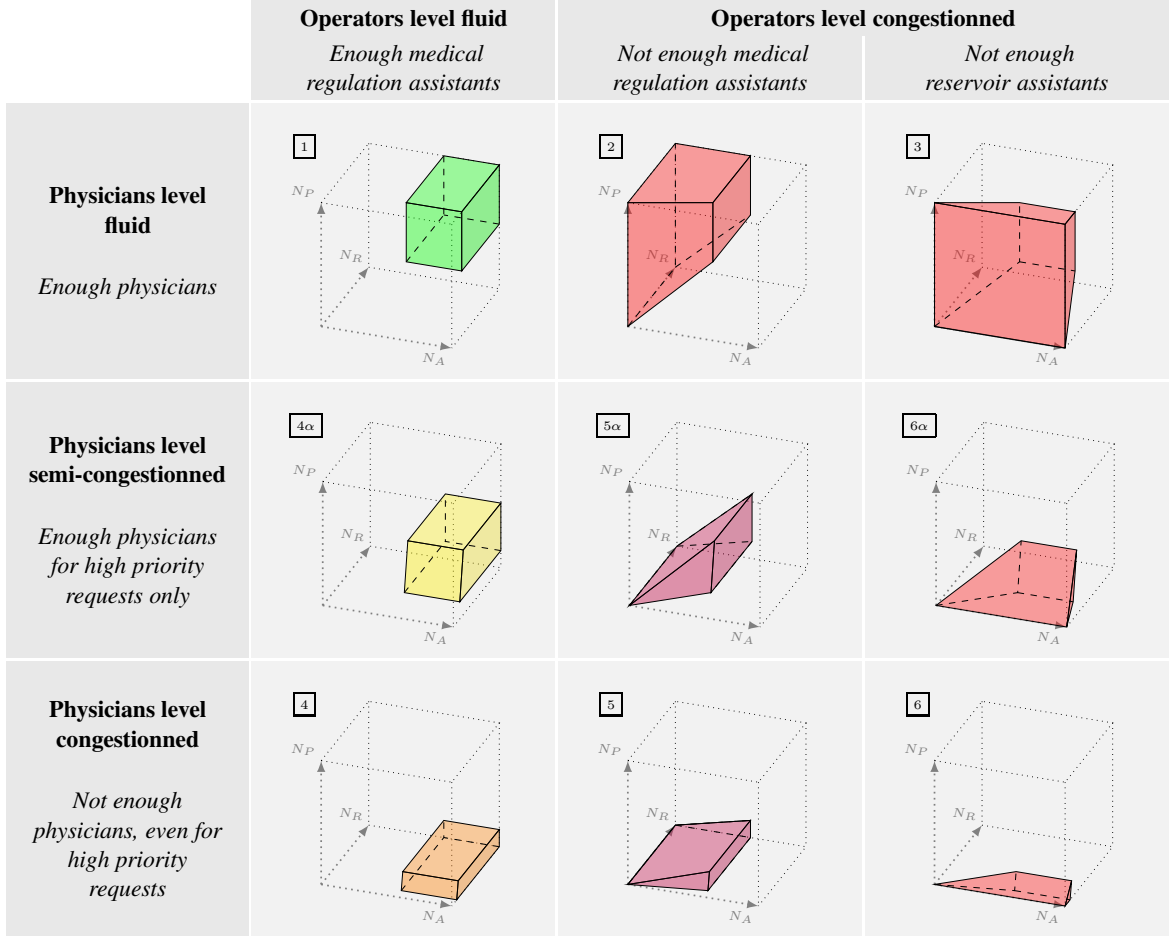 Operators level fluid
Operators level congestionned
Enough medical
regulation assistants
Not enough medical
regulation assistants
Not enough
reservoir assistants
Physicians level
fluid
Enough physicians
1
N_P
N_R
N_A
2
N_P
N_R
N_A
3
N_P
N_R
N_A
Physicians level
semi-congestionned
Enough physicians
for high priority
requests only
4α
N_P
N_R
N_A
5α
N_P
N_R
N_A
6α
N_P
N_R
N_A
Physicians level
congestionned
Not enough
physicians, even for
high priority
requests
4
N_P
N_R
N_A
5
N_P
N_R
N_A
6
N_P
N_R
N_A